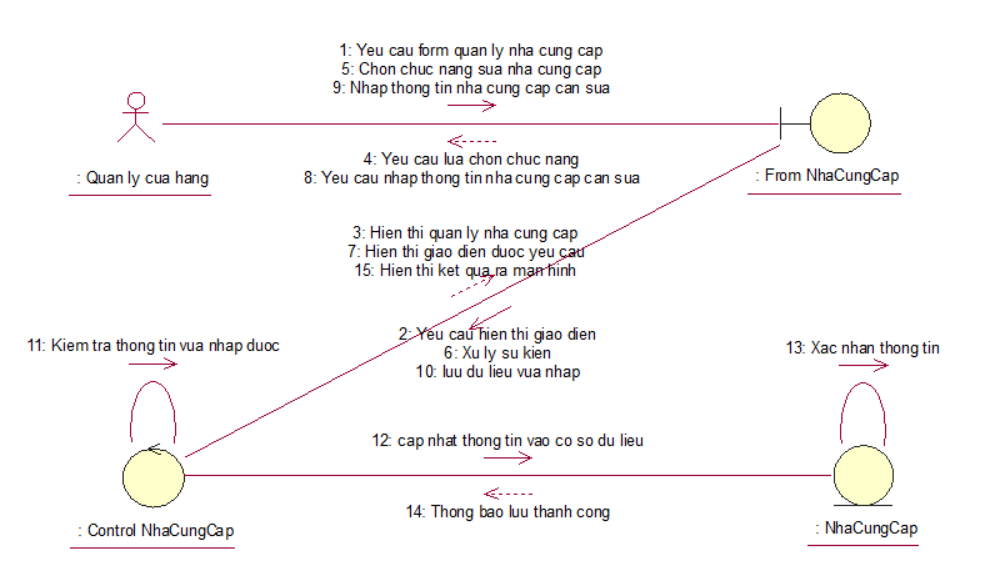 1: Yeu cau form quan ly nha cung cap
5: Chon chuc nang sua nha cung cap
9: Nhap thong tin nha cung cap can sua
4: Yeu cau lua chon chuc nang
8: Yeu cau nhap thong tin nha cung cap can sua
: Quan ly cua hang
: From NhaCungCap
3: Hien thi quan ly nha cung cap
7: Hien thi giao dien duoc yeu cau
15: Hien thi ket qua ra man hinh
2: Yeu cau hien thi giao dien
6: Xu ly su kien
10: luu du lieu vua nhap
11: Kiem tra thong tin vua nhap duoc
13: Xac nhan thong tin
12: cap nhat thong tin vao co so du lieu
14: Thong bao luu thanh cong
: Control NhaCungCap
: NhaCungCap